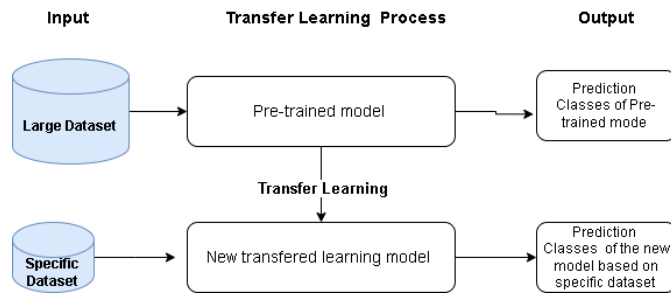 Input
Transfer Learning Process
Output
Large Dataset
Pre-trained model
Prediction
Classes of Pre-
trained mode
Transfer Learning
Specific
Dataset
New transfered learning model
Prediction
Classes of the new
model based on
specific dataset